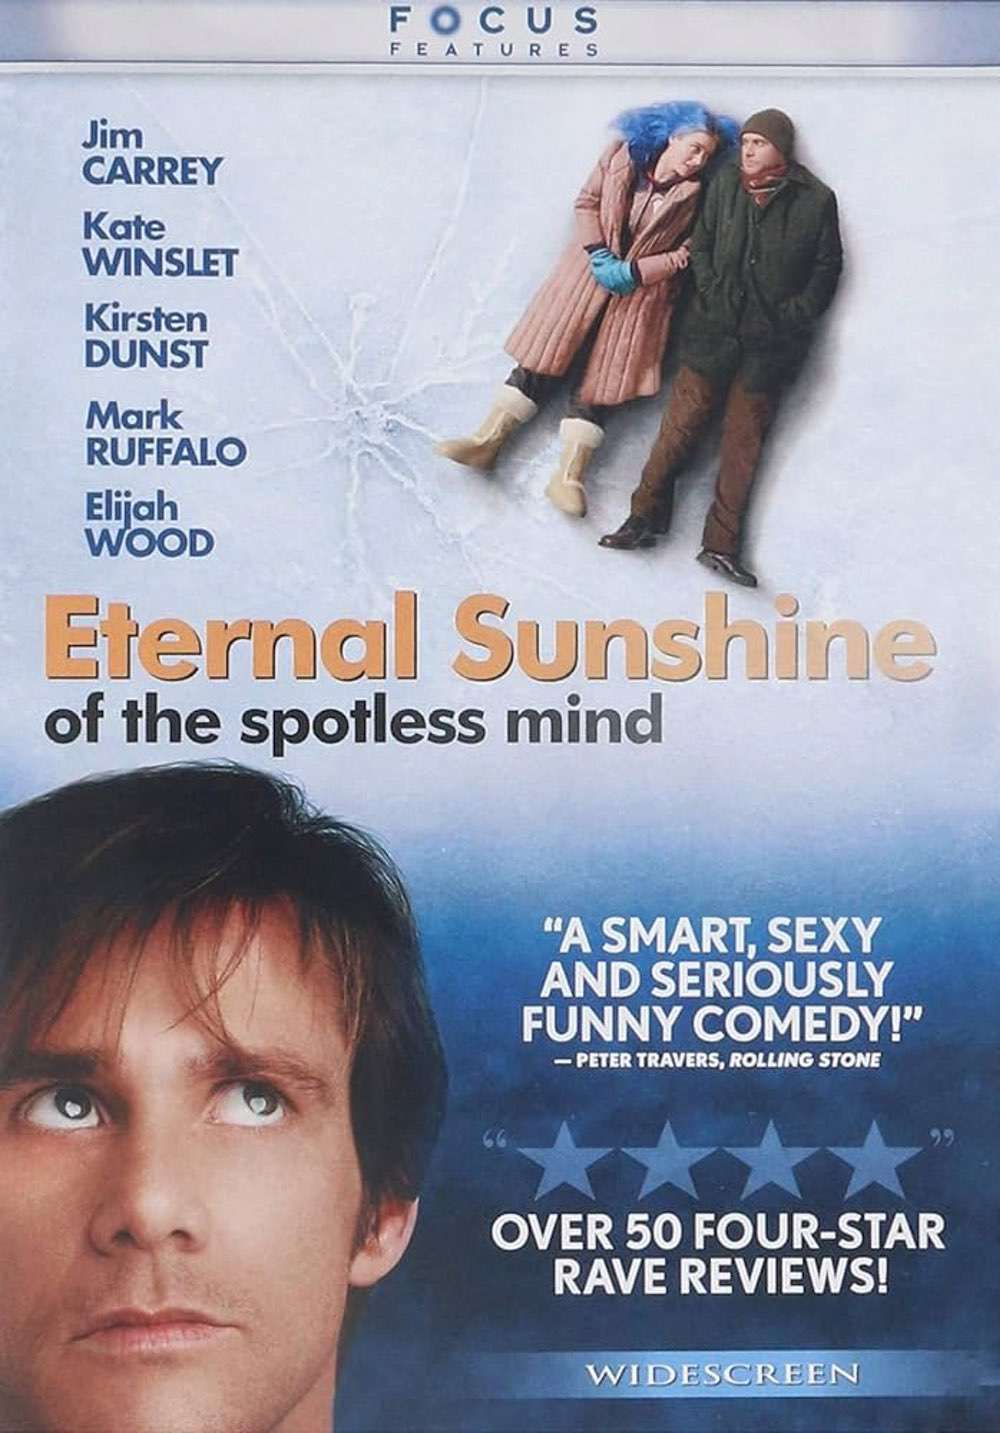 FOCUS
FEATURES
Jim
CARREY
Kate
WINSLET
Kirsten
DUNST
Mark
RUFFALO
Elijah
WOOD
Eternal Sunshine
of the spotless mind
“A SMART, SEXY
AND SERIOUSLY
FUNNY COMEDY!”
— PETER TRAVERS, ROLLING STONE
“ ”
OVER 50 FOUR-STAR
RAVE REVIEWS!
WIDESCREEN